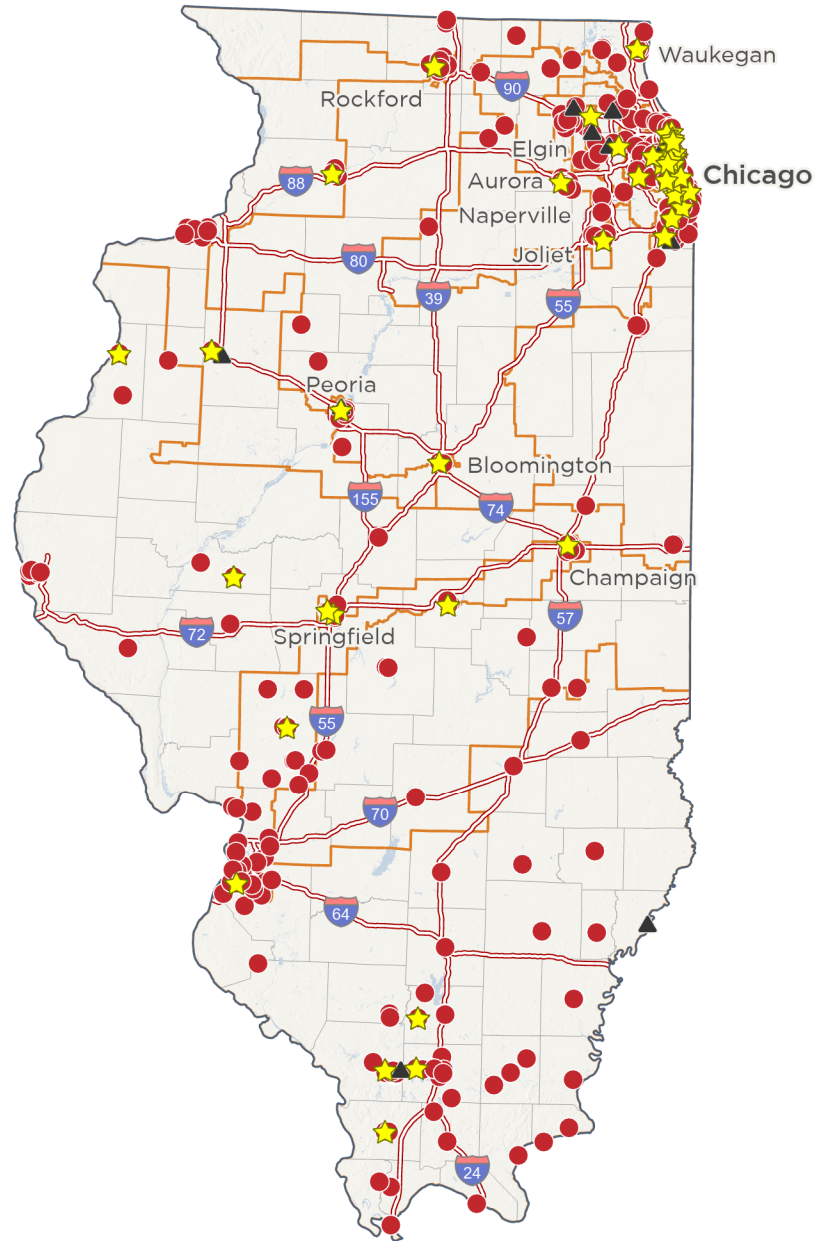 Waukegan
Rockford
90
Elgin
Chicago
88
Aurora
Naperville
Joliet
80
39
55
Peoria
Bloomington
155
74
Champaign
57
72
Springfield
55
70
64
24